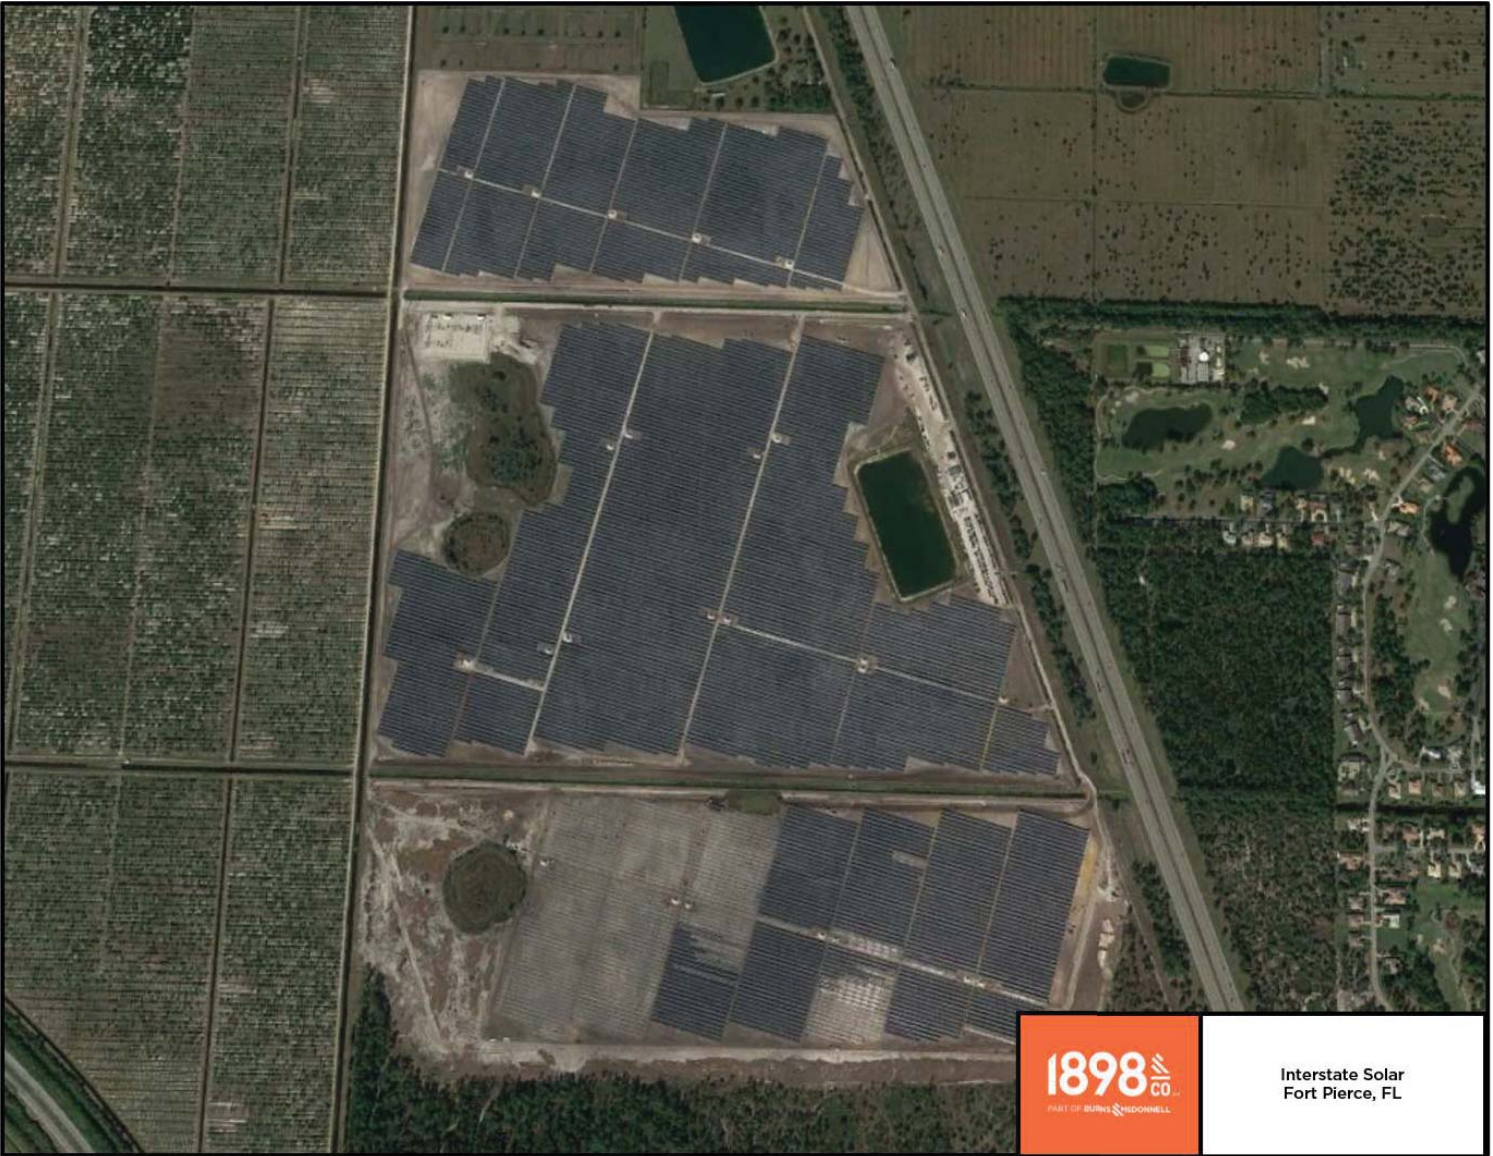 1898
CO
PART OF BURNS & MCDONNELL
Interstate Solar
Fort Pierce, FL